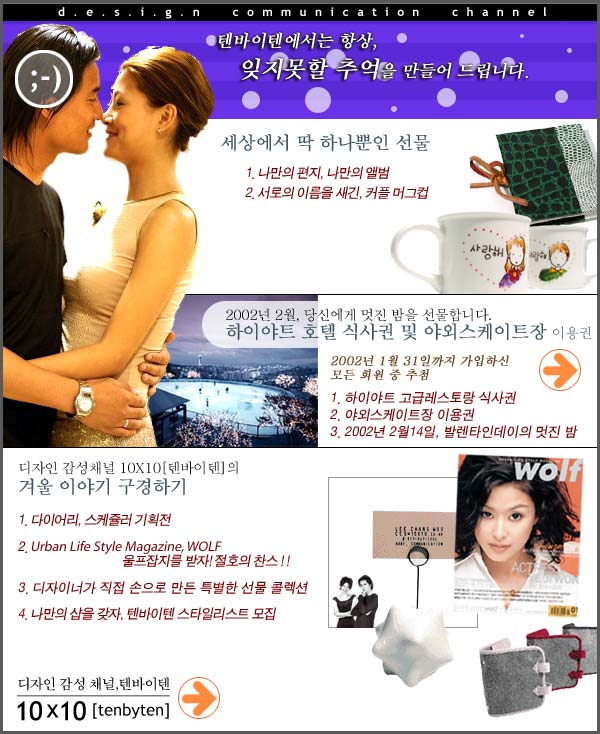 d.e.s.i.g.n communication channel
텐바이텐에서는 항상,
잊지못할 추억을 만들어 드립니다.
;-)
세상에서 딱 하나뿐인 선물
1. 나만의 편지, 나만의 앨범
2. 서로의 이름을 새긴, 커플 머그컵
사랑해
사랑해
2002년 2월, 당신에게 멋진 밤을 선물합니다.
하이야트 호텔 식사권 및 야외스케이트장 이용권
2002년 1월 31일까지 가입하신
모든 회원 중 추첨
1. 하이야트 고급레스토랑 식사권
2. 야외스케이트장 이용권
3. 2002년 2월14일, 발렌타인데이의 멋진 밤
디자인 감성채널 10X10[텐바이텐]의
겨울 이야기 구경하기
1. 다이어리, 스케쥴러 기획전
2. Urban Life Style Magazine, WOLF
울프잡지를 받자! 절호의 찬스 ! !
3. 디자이너가 직접 손으로 만든 특별한 선물 콜렉션
4. 나만의 샵을 갖자, 텐바이텐 스타일리스트 모집
wolf
디자인 감성 채널,텐바이텐
10x10 [tenbyten]